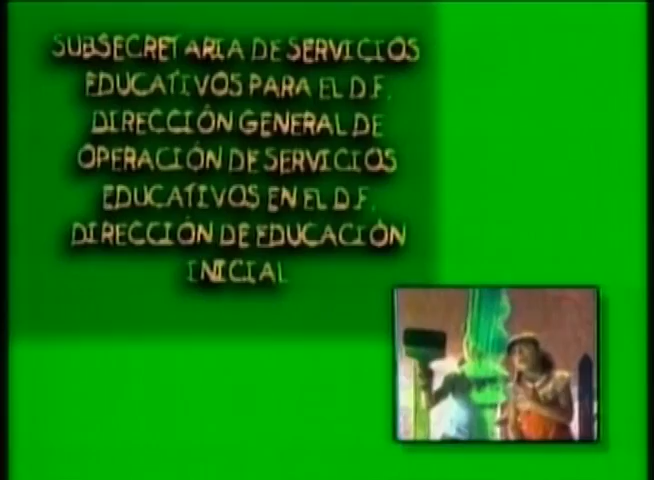 SUBSECRETARIA DE SERVICIOS
EDUCATIVOS PARA EL D.F.
DIRECCIÓN GENERAL DE
OPERACIÓN DE SERVICIOS
EDUCATIVOS EN EL D.F.
DIRECCIÓN DE EDUCACIÓN
INICIAL